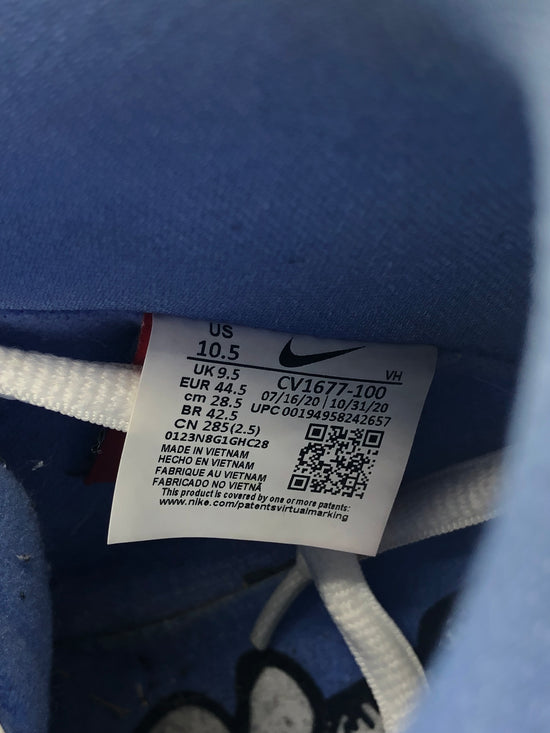 US
10.5
VH
UK 9.5
CV1677-100
EUR 44.5
07/16/20 | 10/31/20
cm 28.5
UPC 00194958242657
BR 42.5
CN 285(2.5)
0123N8G1GHC28
MADE IN VIETNAM
HECHO EN VIETNAM
FABRIQUE AU VIETNAM
FABRICADO NO VIETNÃ
This product is covered by one or more patents:
www.nike.com/patentsvirtualmarking